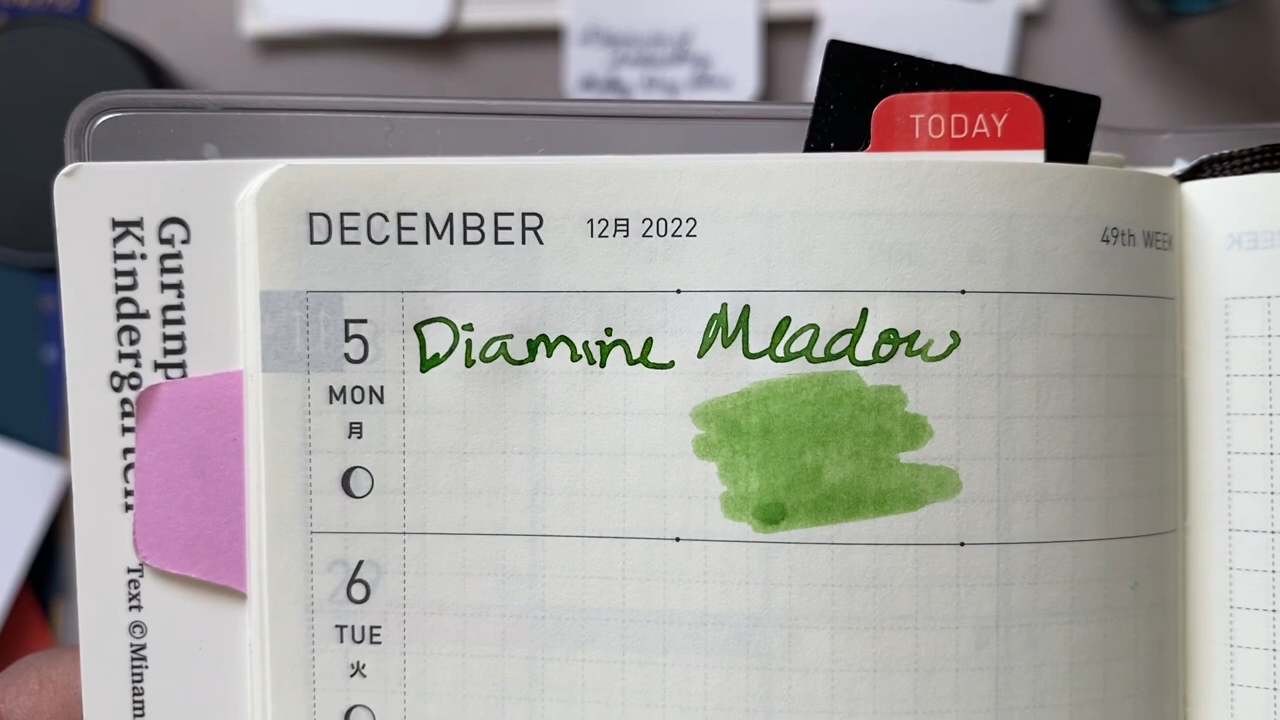 TODAY
DECEMBER 12月 2022 49th WEEK
5 Diamine Meadow
MON
月
6
TUE
火
Gurunp
Kindergarten Text ©Minam